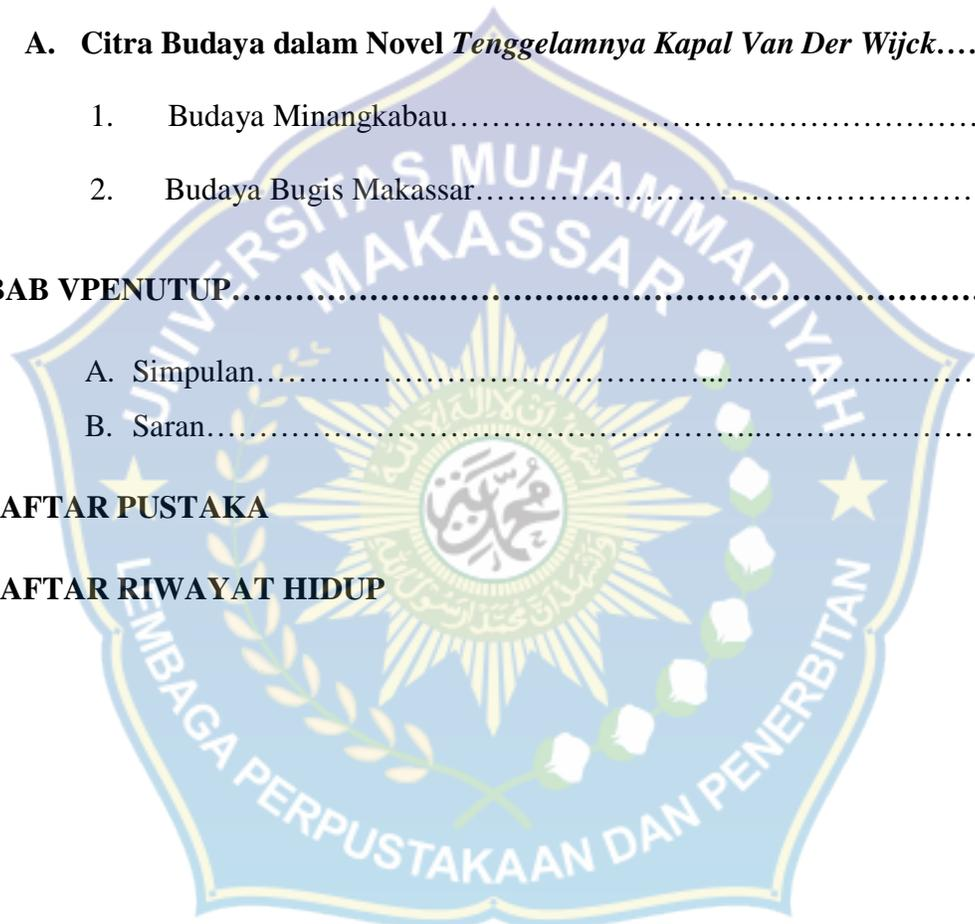 A. Citra Budaya dalam Novel Tenggelamnya Kapal Van Der Wijck....
1. Budaya Minangkabau……………………………………………
2. Budaya Bugis Makassar…………………………………………
BAB VPENUTUP……………………………………………………………
A. Simpulan……………………………………………………………
B. Saran…………………………………………………………………
AFTAR PUSTAKA
AFTAR RIWAYAT HIDUP
UNIVERSITAS MUHAMMADIYAH
MAKASSAR
محمدية
LEMBAGA PERPUSTAKAAN DAN PENERBITAN